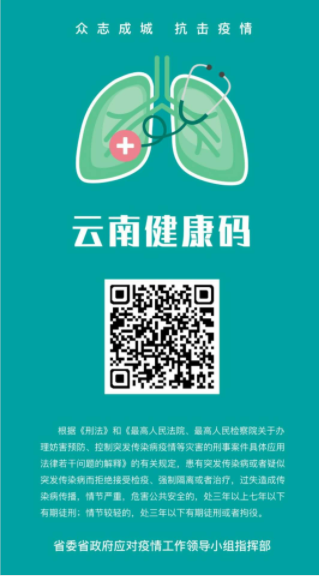 众志成城 抗击疫情
云南健康码
根据《刑法》和《最高人民法院、最高人民检察院关于办
理妨害预防、控制突发传染病疫情等灾害的刑事案件具体应用
法律若干问题的解释》的有关规定，患有突发传染病或者疑似
突发传染病而拒绝接受检疫、强制隔离或者治疗，过失造成传
染病传播，情节严重，危害公共安全的，处三年以上七年以下
有期徒刑；情节较轻的，处三年以下有期徒刑或者拘役。
省委省政府应对疫情工作领导小组指挥部